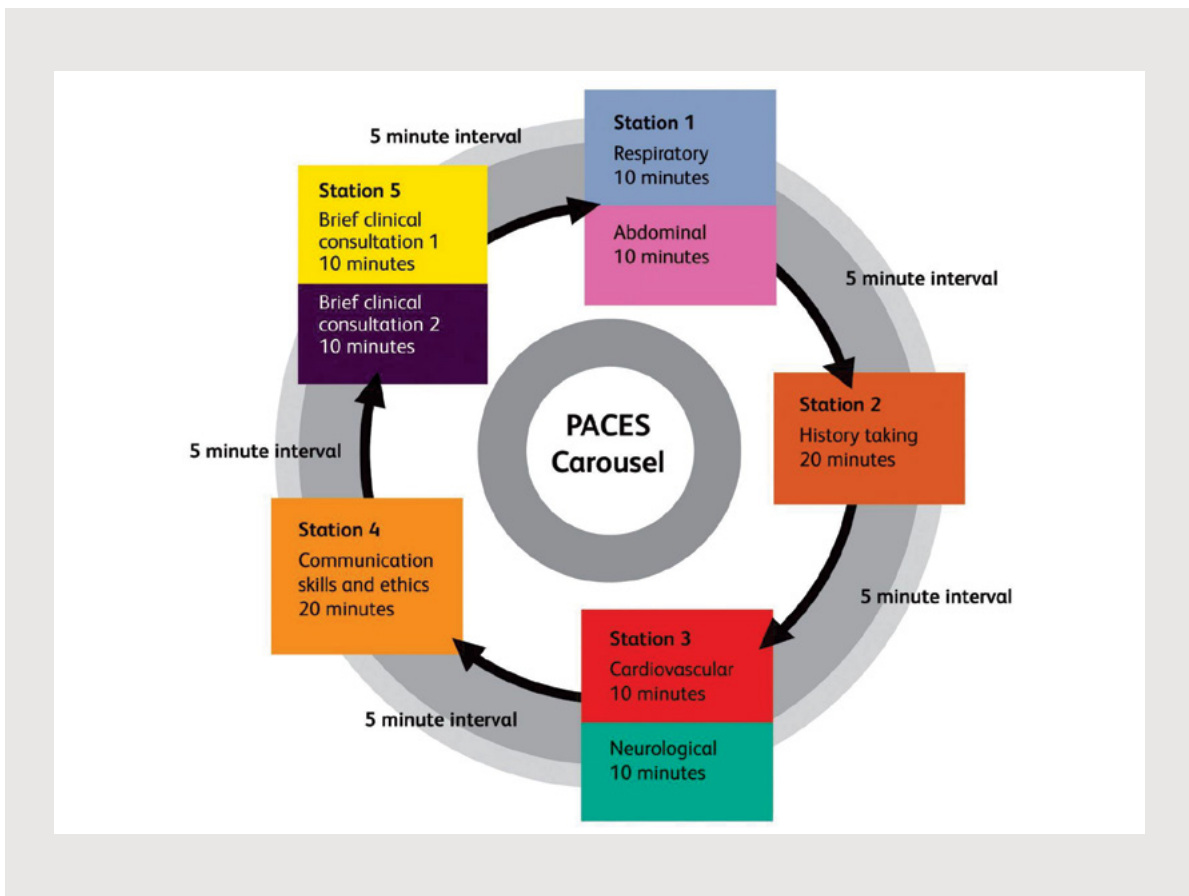 5 minute interval
Station 1
Respiratory
10 minutes
Abdominal
10 minutes
5 minute interval
Station 2
History taking
20 minutes
5 minute interval
Station 3
Cardiovascular
10 minutes
Neurological
10 minutes
5 minute interval
Station 4
Communication
skills and ethics
20 minutes
5 minute interval
Station 5
Brief clinical
consultation 1
10 minutes
Brief clinical
consultation 2
10 minutes
PACES
Carousel